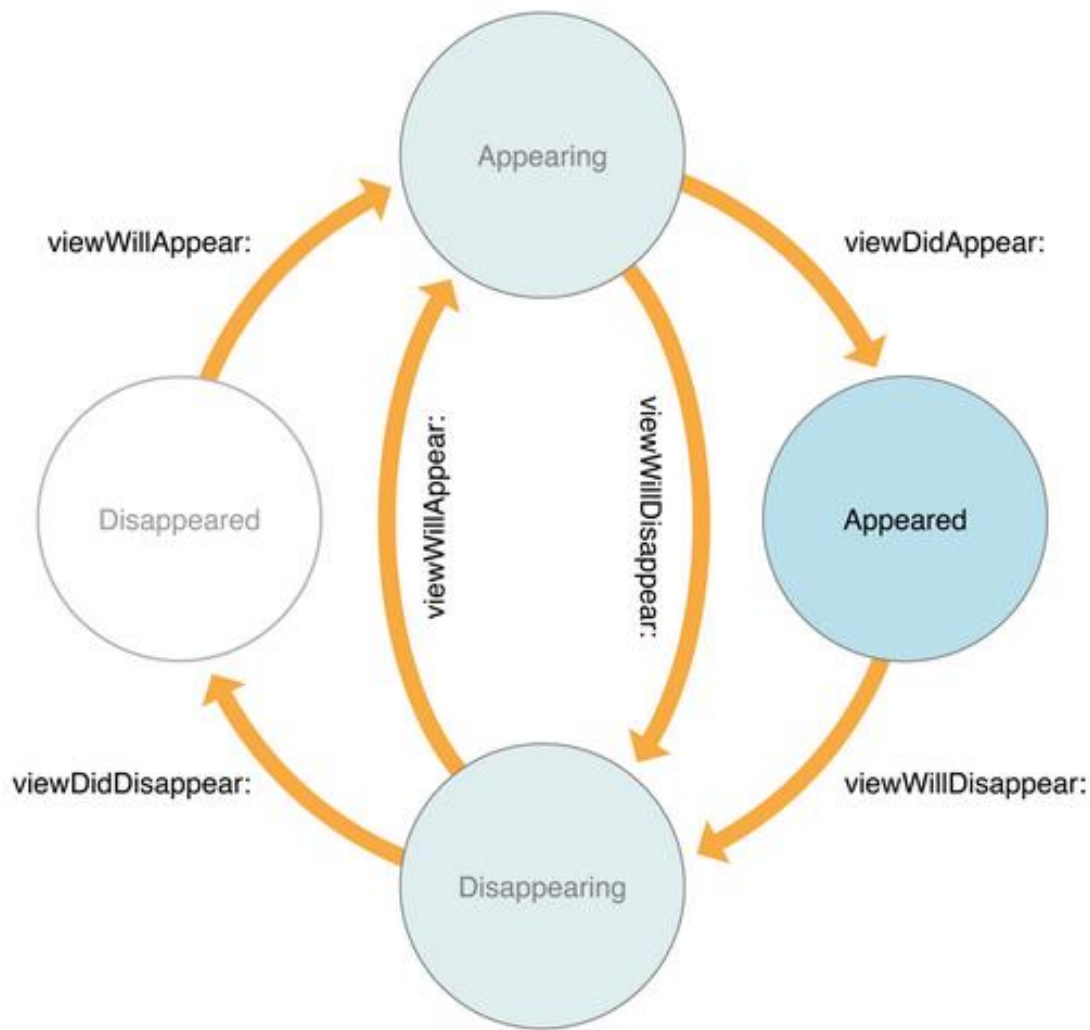 Appearing
viewWillAppear:
viewDidAppear:
viewWillAppear:
viewWillDisappear:
Disappeared
Appeared
viewDidDisappear:
viewWillDisappear:
Disappearing